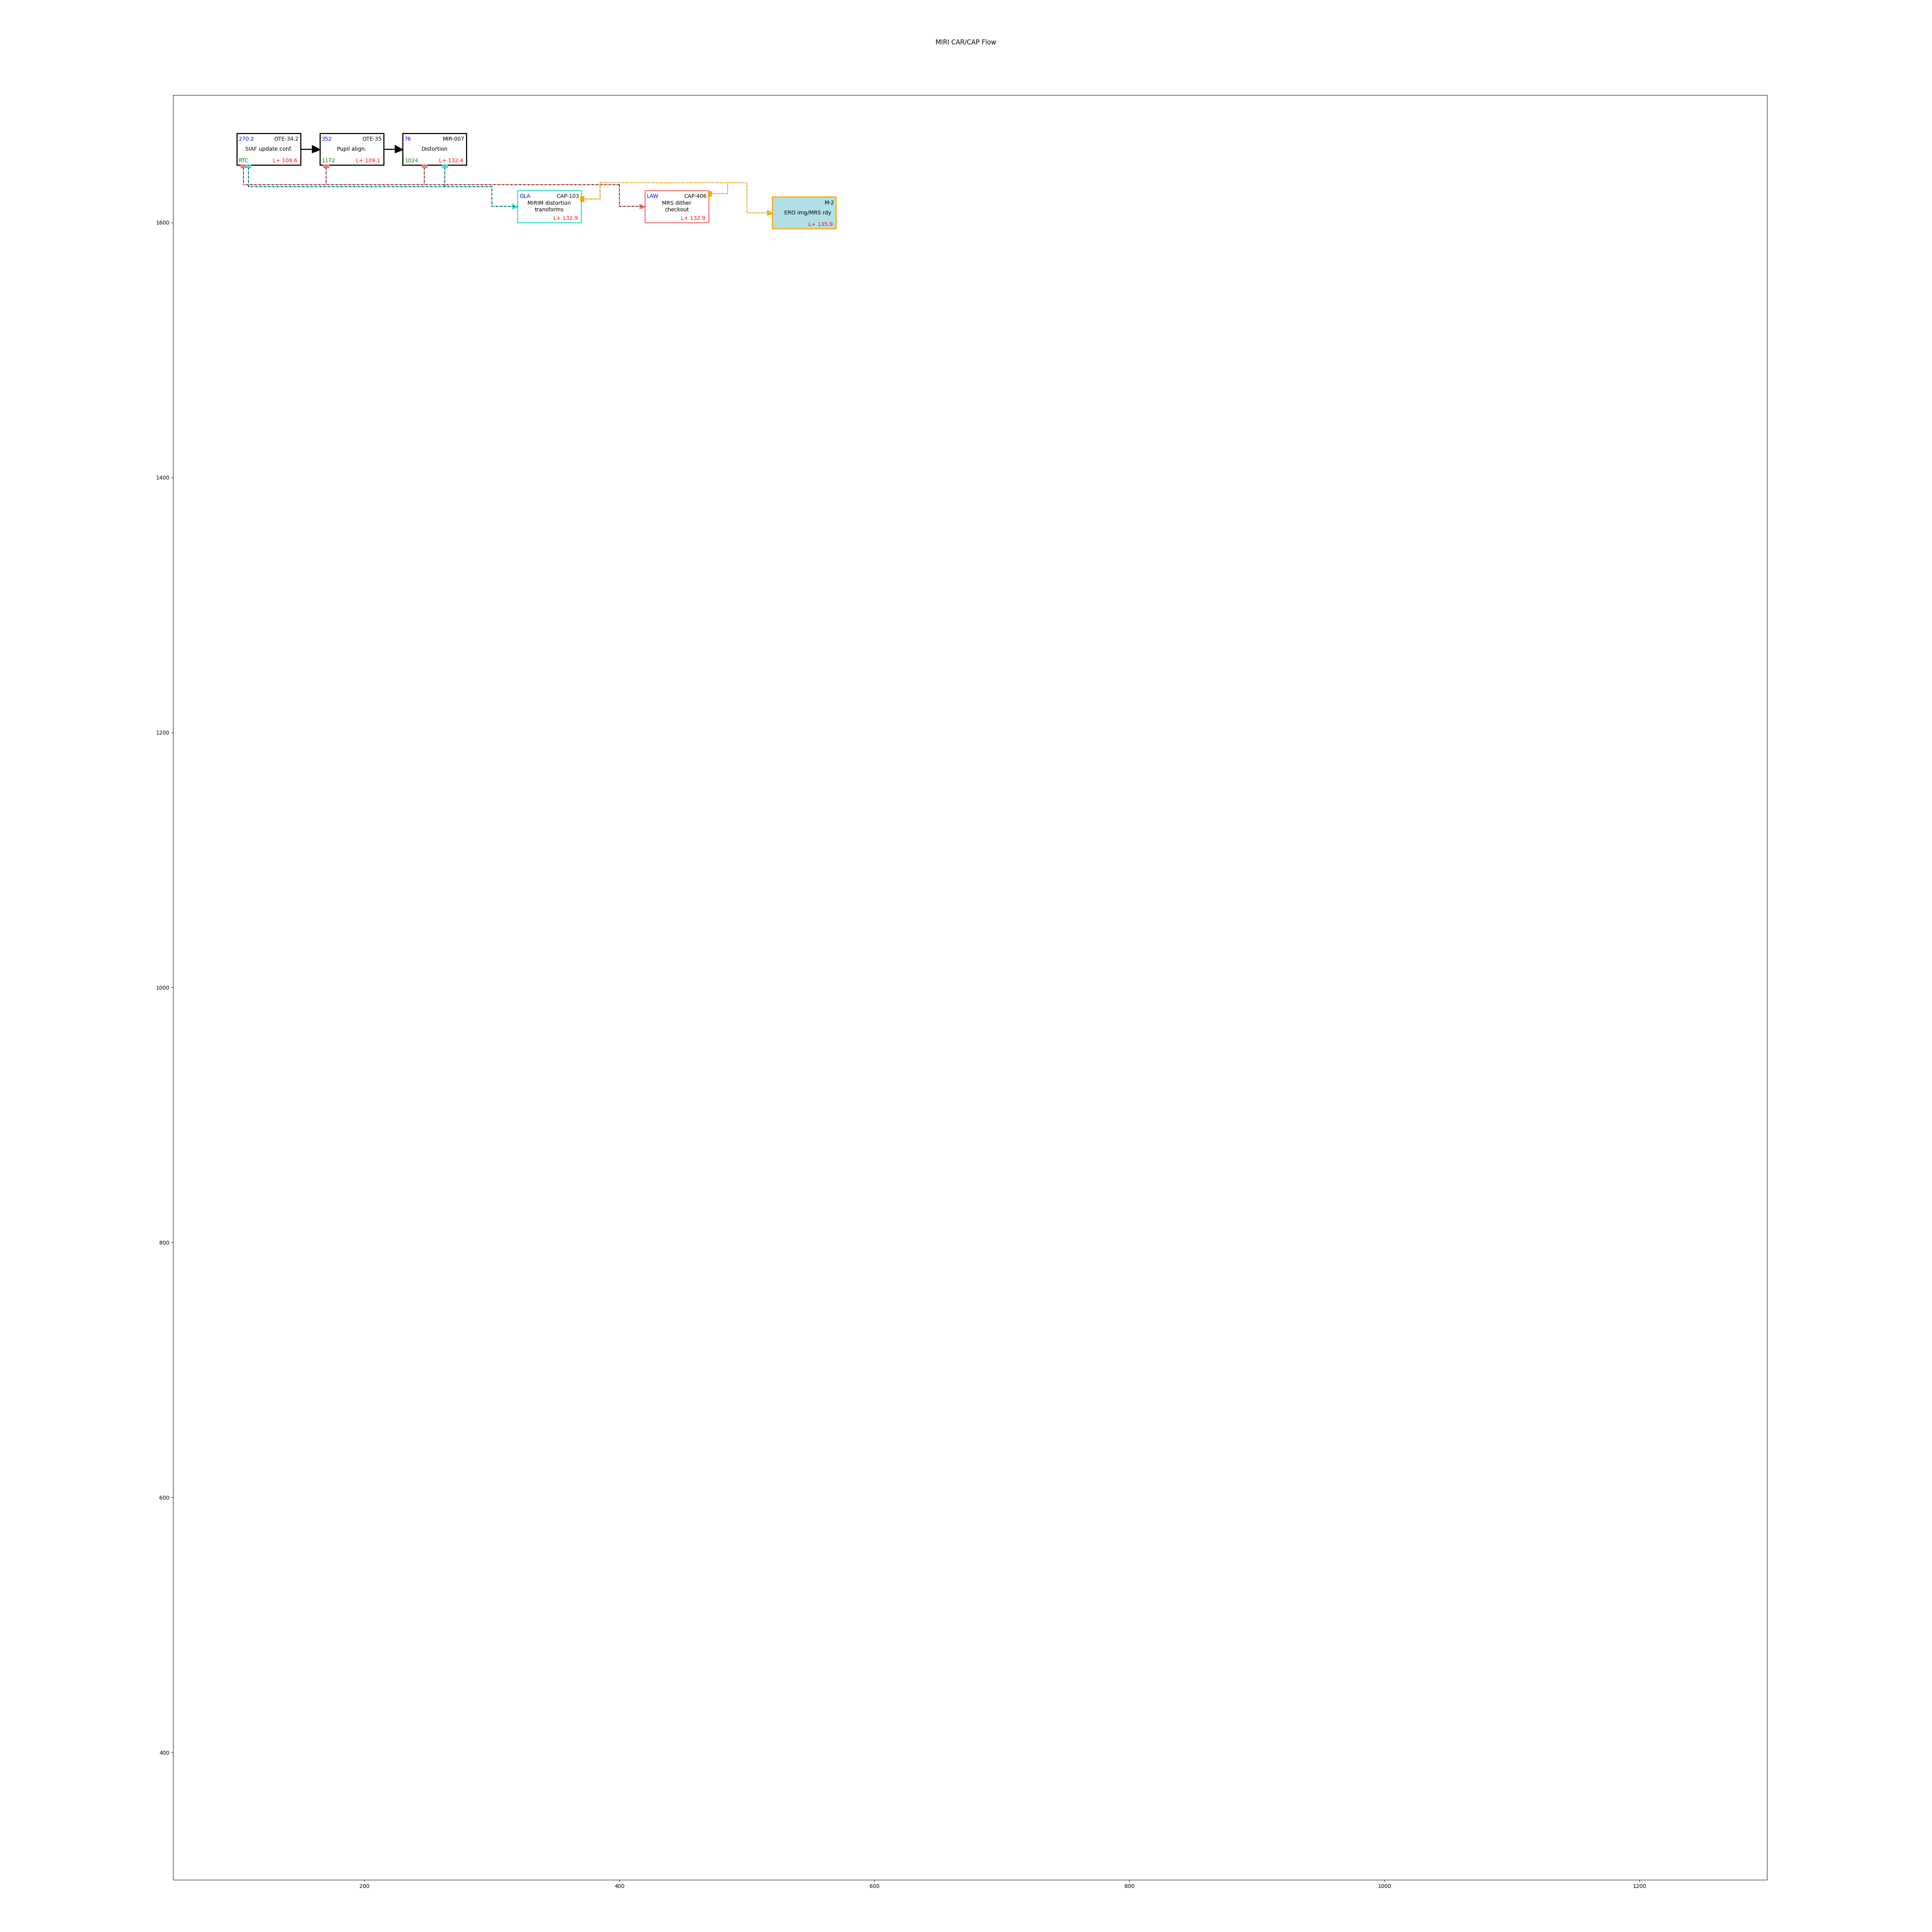 MIRI CAR/CAP Flow
270.2 OTE-34.2
SIAF update conf.
RTC L+ 108.6
352 OTE-35
Pupil align.
1172 L+ 109.1
76 MIR-007
Distortion
1024 L+ 132.4
GLA CAP-103
MIRIM distortion
transforms
L+ 132.9
LAW CAP-406
MRS dither
checkout
L+ 132.9
M-2
ERO img/MRS rdy
L+ 135.9
1600
1400
1200
1000
800
600
400
200 400 600 800 1000 1200